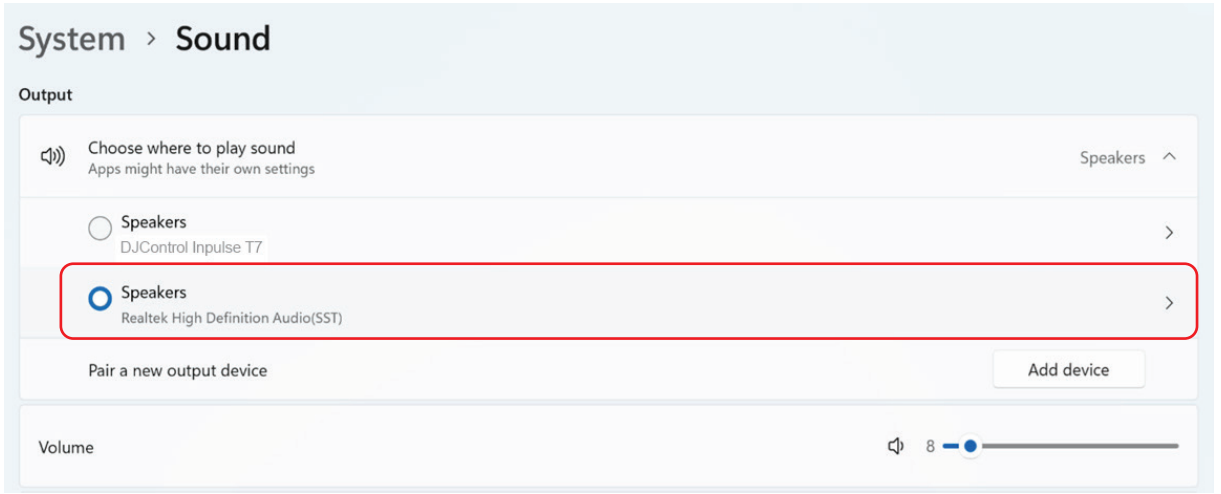 System > Sound
Output
Choose where to play sound
Apps might have their own settings
Speakers
Speakers
DJControl Inpulse T7
Speakers
Realtek High Definition Audio(SST)
Pair a new output device
Add device
Volume
8